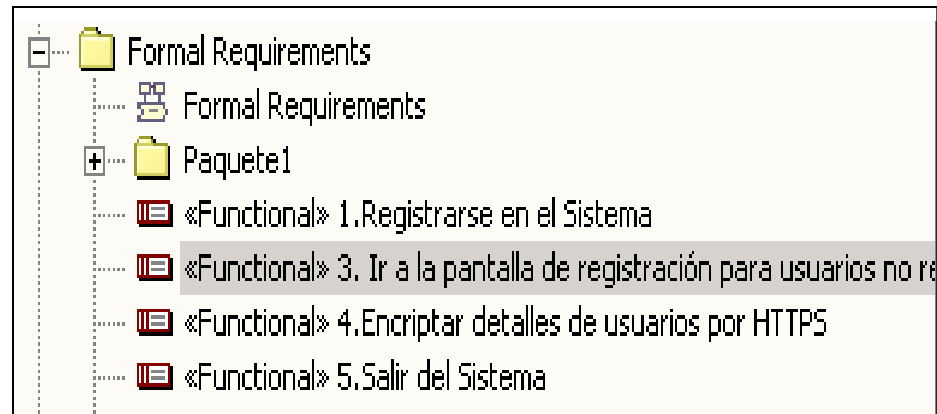 Formal Requirements
Formal Requirements
Paquete1
«Functional» 1.Registrarse en el Sistema
«Functional» 3. Ir a la pantalla de registración para usuarios no
«Functional» 4.Encriptar detalles de usuarios por HTTPS
«Functional» 5.Salir del Sistema